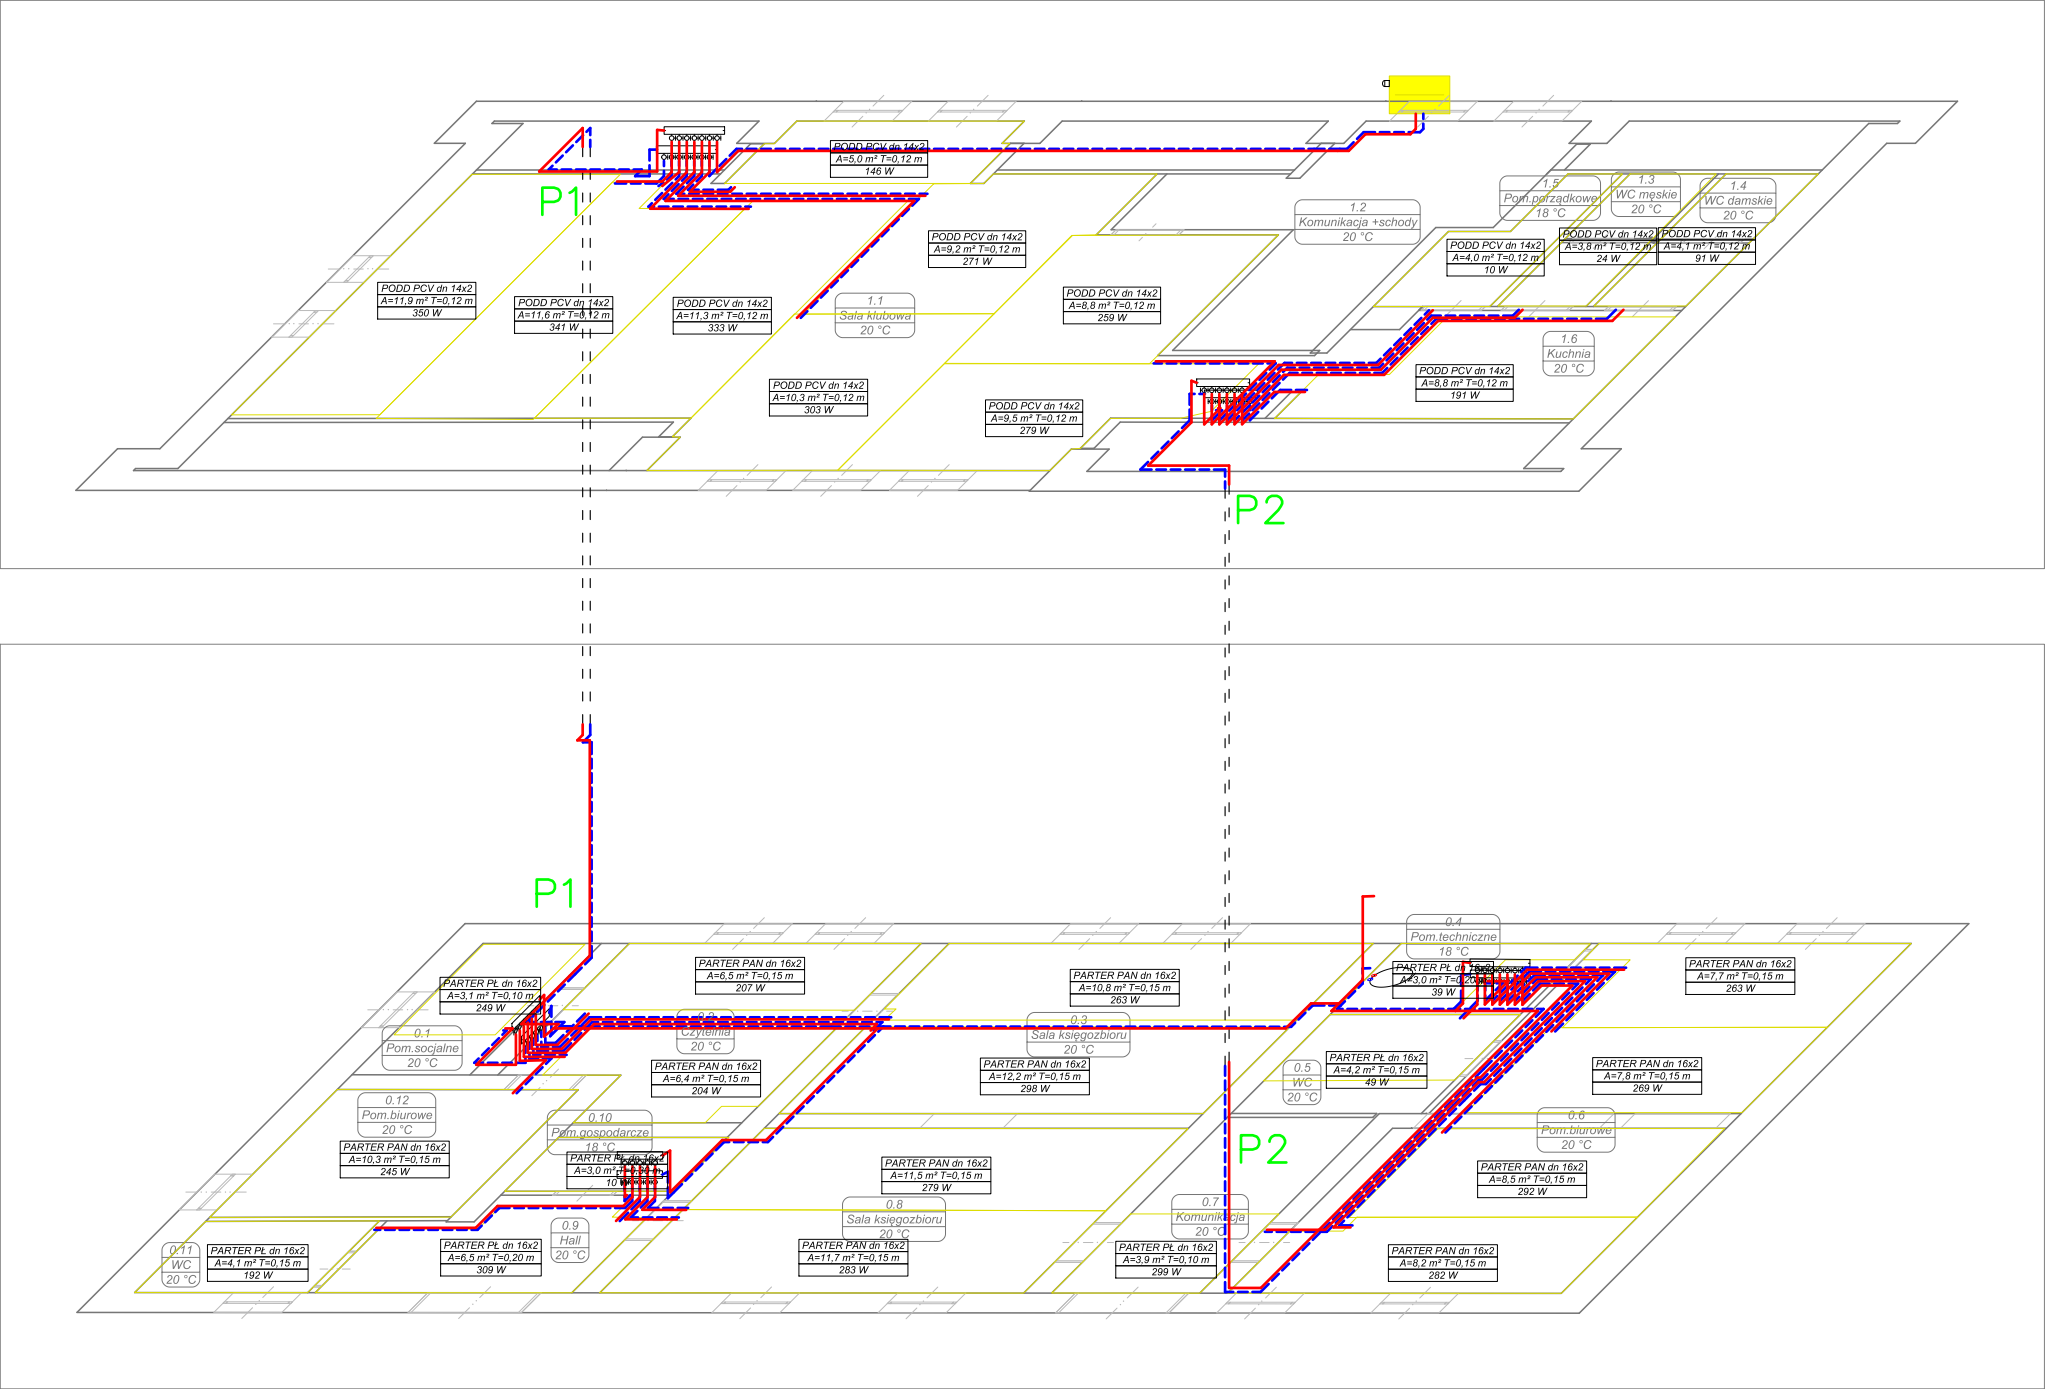 PODD PCV dn 14x2
A=5,0 m² T=0,12 m
146 W
P1
1.5
Pom.porządkowe
18 °C
1.3
WC męskie
20 °C
1.4
WC damskie
20 °C
1.2
Komunikacja +schody
20 °C
PODD PCV dn 14x2
A=9,2 m² T=0,12 m
271 W
PODD PCV dn 14x2
A=4,0 m² T=0,12 m
10 W
PODD PCV dn 14x2
A=3,8 m² T=0,12 m
24 W
PODD PCV dn 14x2
A=4,1 m² T=0,12 m
91 W
PODD PCV dn 14x2
A=11,9 m² T=0,12 m
350 W
PODD PCV dn 14x2
A=11,6 m² T=0,12 m
341 W
PODD PCV dn 14x2
A=11,3 m² T=0,12 m
333 W
1.1
Sala klubowa
20 °C
PODD PCV dn 14x2
A=8,8 m² T=0,12 m
259 W
1.6
Kuchnia
20 °C
PODD PCV dn 14x2
A=10,3 m² T=0,12 m
303 W
PODD PCV dn 14x2
A=8,8 m² T=0,12 m
191 W
PODD PCV dn 14x2
A=9,5 m² T=0,12 m
279 W
P2
P1
0.4
Pom.techniczne
18 °C
PARTER PAN dn 16x2
A=6,5 m² T=0,15 m
207 W
PARTER PAN dn 16x2
A=7,7 m² T=0,15 m
263 W
PARTER PŁ dn 16x2
A=3,0 m² T=0,20 m
39 W
PARTER PŁ dn 16x2
A=3,1 m² T=0,10 m
249 W
PARTER PAN dn 16x2
A=10,8 m² T=0,15 m
263 W
0.1
Pom.socjalne
20 °C
0.2
Czytelnia
20 °C
0.3
Sala księgozbioru
20 °C
PARTER PAN dn 16x2
A=6,4 m² T=0,15 m
204 W
PARTER PAN dn 16x2
A=12,2 m² T=0,15 m
298 W
0.5
WC
20 °C
PARTER PŁ dn 16x2
A=4,2 m² T=0,15 m
49 W
PARTER PAN dn 16x2
A=7,8 m² T=0,15 m
269 W
0.12
Pom.biurowe
20 °C
0.10
Pom.gospodarcze
18 °C
0.6
Pom.biurowe
20 °C
P2
PARTER PAN dn 16x2
A=10,3 m² T=0,15 m
245 W
PARTER PŁ dn 16x2
A=3,0 m²
10 W
PARTER PAN dn 16x2
A=11,5 m² T=0,15 m
279 W
PARTER PAN dn 16x2
A=8,5 m² T=0,15 m
292 W
0.8
Sala księgozbioru
20 °C
0.7
Komunikacja
20 °C
0.9
Hall
20 °C
0.11
WC
20 °C
PARTER PŁ dn 16x2
A=4,1 m² T=0,15 m
192 W
PARTER PŁ dn 16x2
A=6,5 m² T=0,20 m
309 W
PARTER PAN dn 16x2
A=11,7 m² T=0,15 m
283 W
PARTER PŁ dn 16x2
A=3,9 m² T=0,10 m
299 W
PARTER PAN dn 16x2
A=8,2 m² T=0,15 m
282 W